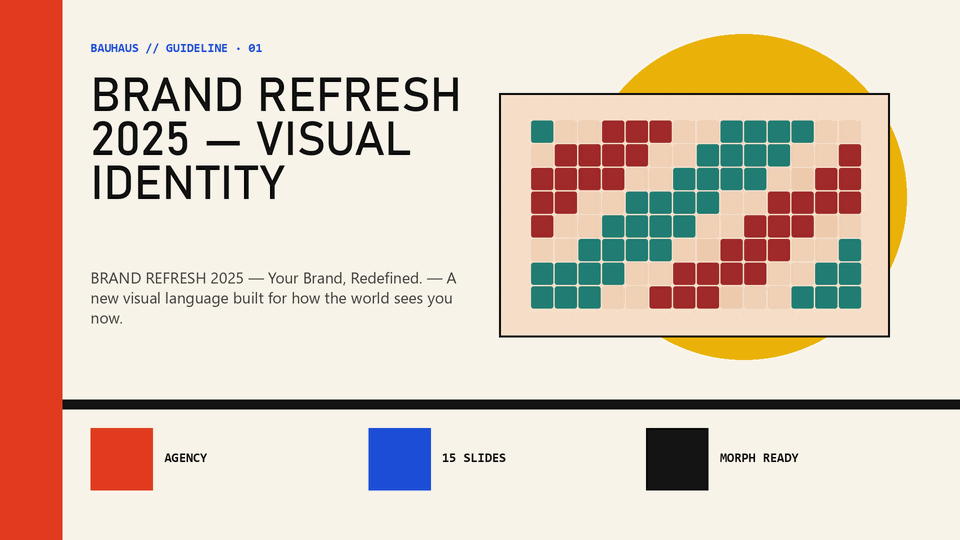 BAUHAUS // GUIDELINE · 01
BRAND REFRESH
2025 — VISUAL
IDENTITY
BRAND REFRESH 2025 — Your Brand, Redefined. — A
new visual language built for how the world sees you
now.
AGENCY
15 SLIDES
MORPH READY